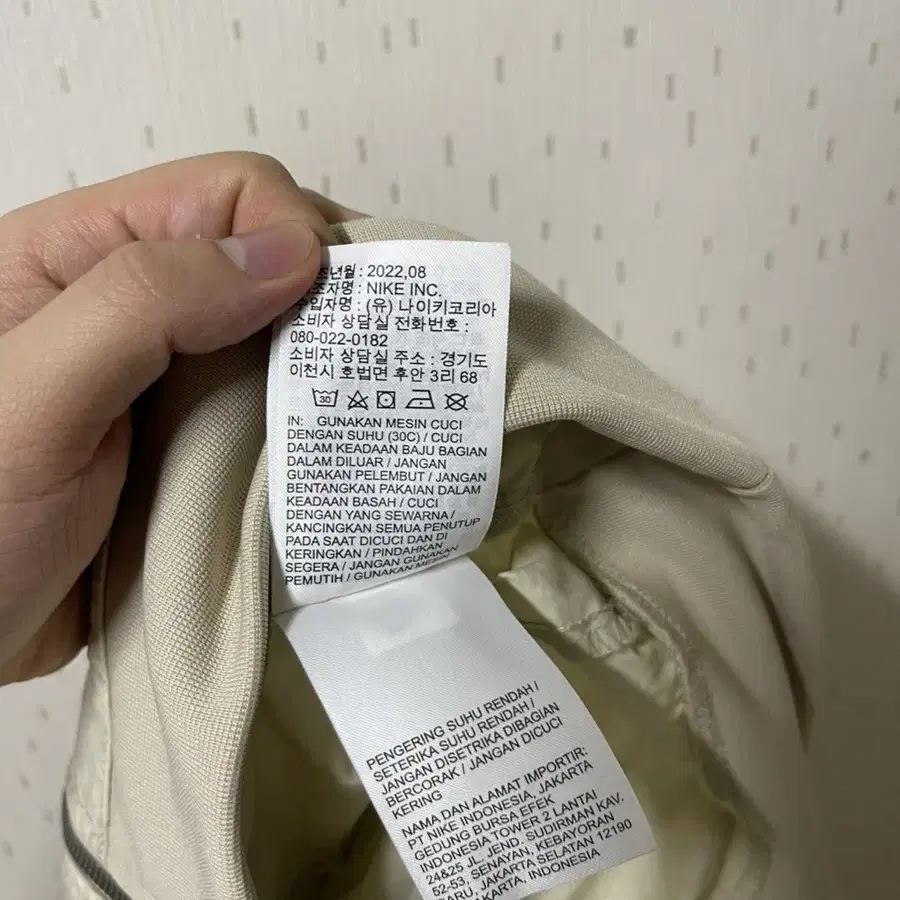 조년월 : 2022,08
조자명 : NIKE INC.
수입자명 : (유) 나이키코리아
소비자 상담실 전화번호 :
080-022-0182
소비자 상담실 주소 : 경기도
이천시 호법면 후안 3리 68
30
IN: GUNAKAN MESIN CUCI
DENGAN SUHU (30C) / CUCI
DALAM KEADAAN BAJU BAGIAN
DALAM DILUAR / JANGAN
GUNAKAN PELEMBUT / JANGAN
BENTANGKAN PAKAIAN DALAM
KEADAAN BASAH / CUCI
DENGAN YANG SEWARNA /
KANCINGKAN SEMUA PENUTUP
PADA SAAT DICUCI DAN DI
KERINGKAN / PINDAHKAN
SEGERA / JANGAN GUNAKAN
PEMUTIH / GUNAKAN MESIN
PENGERING SUHU RENDAH /
SETERIKA SUHU RENDAH /
JANGAN DISETRIKA DIBAGIAN
BERCORAK / JANGAN DICUCI
KERING
NAMA DAN ALAMAT IMPORTIR:
PT NIKE INDONESIA, JAKARTA
GEDUNG BURSA EFEK
INDONESIA TOWER 2 LANTAI
24&25 JL. JEND. SUDIRMAN KAV.
52-53, SENAYAN, KEBAYORAN
BARU, JAKARTA SELATAN 12190
JAKARTA, INDONESIA